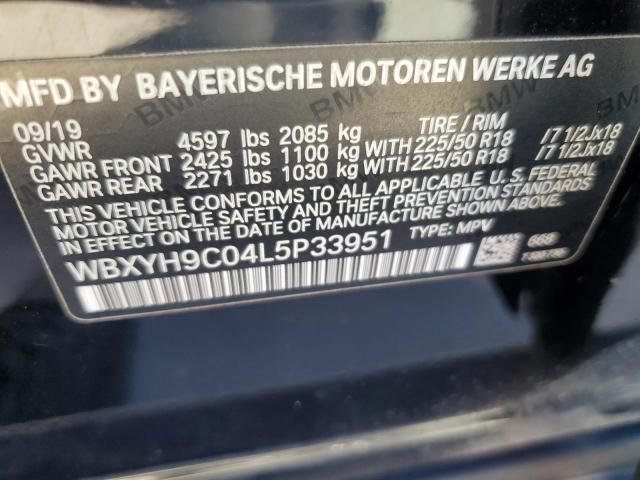 MFD BY BAYERISCHE MOTOREN WERKE AG
09/19 TIRE / RIM
GVWR 4597 lbs 2085 kg
GAWR FRONT 2425 lbs 1100 kg WITH 225/50 R18 /7 1/2Jx18
GAWR REAR 2271 lbs 1030 kg WITH 225/50 R18 /7 1/2Jx18
THIS VEHICLE CONFORMS TO ALL APPLICABLE U.S. FEDERAL
MOTOR VEHICLE SAFETY, BUMPER, AND THEFT PREVENTION
STANDARDS IN EFFECT ON THE DATE OF MANUFACTURE SHOWN ABOVE.
WBXYH9C04L5P33951 TYPE: MPV
668